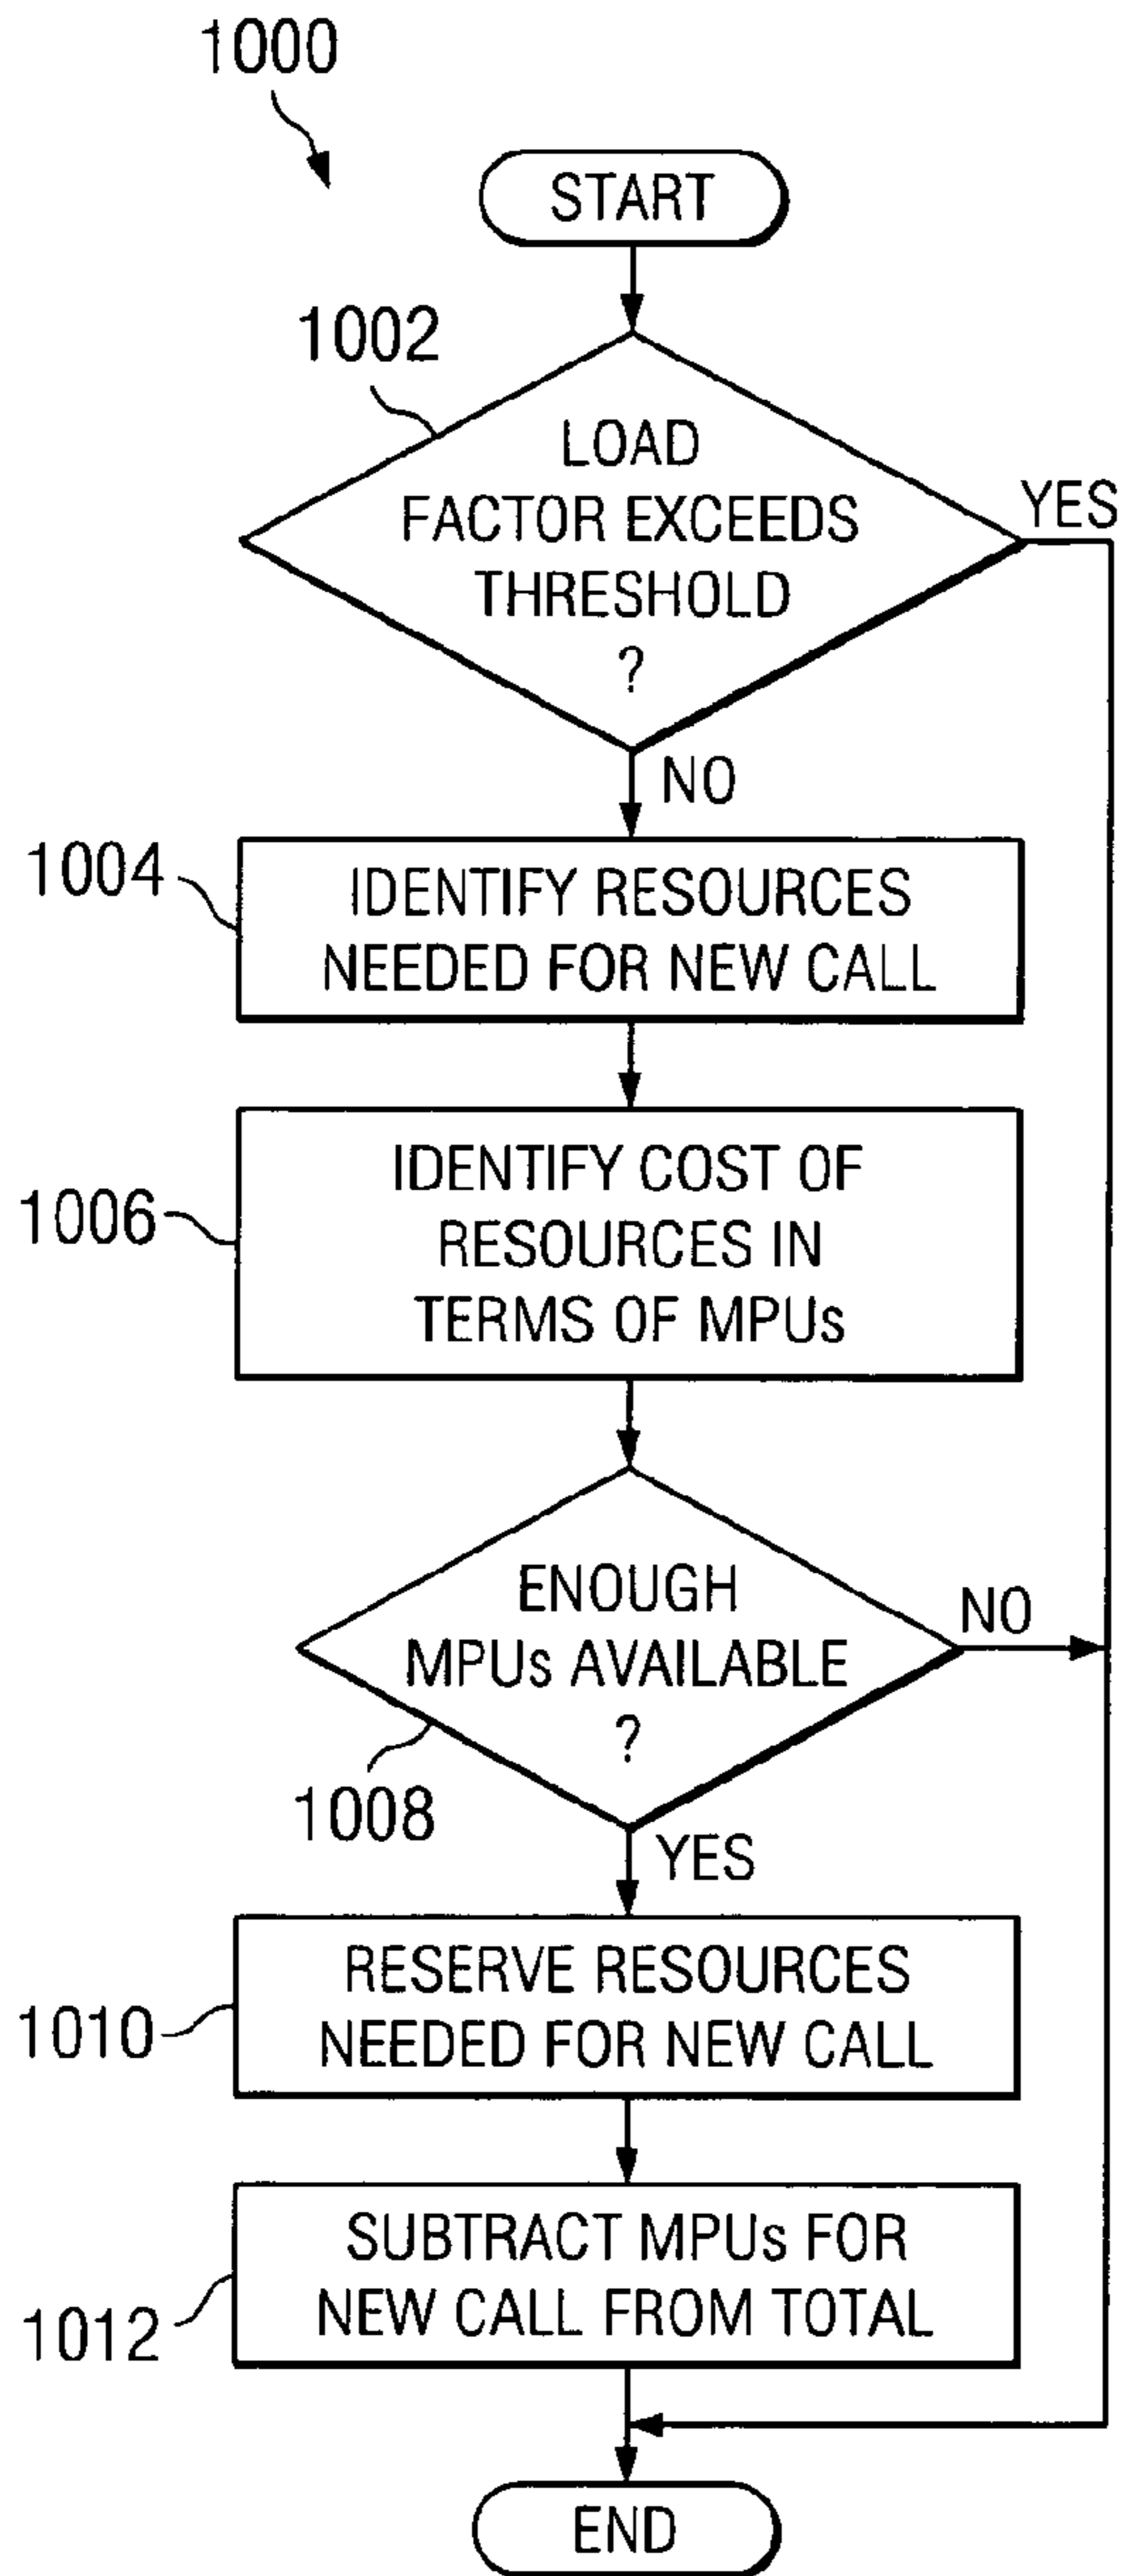 1000
START
1002
LOAD
FACTOR EXCEEDS
THRESHOLD
?
YES
NO
1004
IDENTIFY RESOURCES
NEEDED FOR NEW CALL
1006
IDENTIFY COST OF
RESOURCES IN
TERMS OF MPUs
ENOUGH
MPUs AVAILABLE
?
NO
1008
YES
1010
RESERVE RESOURCES
NEEDED FOR NEW CALL
1012
SUBTRACT MPUs FOR
NEW CALL FROM TOTAL
END